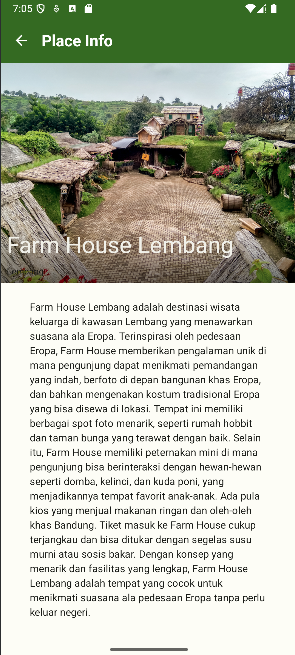 7:05
Place Info
Farm House Lembang
Lembang
Farm House Lembang adalah destinasi wisata
keluarga di kawasan Lembang yang menawarkan
suasana ala Eropa. Terinspirasi oleh pedesaan
Eropa, Farm House memberikan pengalaman unik di
mana pengunjung dapat menikmati pemandangan
yang indah, berfoto di depan bangunan khas Eropa,
dan bahkan mengenakan kostum tradisional Eropa
yang bisa disewa di lokasi. Tempat ini memiliki
berbagai spot foto menarik, seperti rumah hobbit
dan taman bunga yang terawat dengan baik. Selain
itu, Farm House memiliki peternakan mini di mana
pengunjung bisa berinteraksi dengan hewan-hewan
seperti domba, kelinci, dan kuda poni, yang
menjadikannya tempat favorit anak-anak. Ada pula
kios yang menjual makanan ringan dan oleh-oleh
khas Bandung. Tiket masuk ke Farm House cukup
terjangkau dan bisa ditukar dengan segelas susu
murni atau sosis bakar. Dengan konsep yang
menarik dan fasilitas yang lengkap, Farm House
Lembang adalah tempat yang cocok untuk
menikmati suasana ala pedesaan Eropa tanpa perlu
keluar negeri.